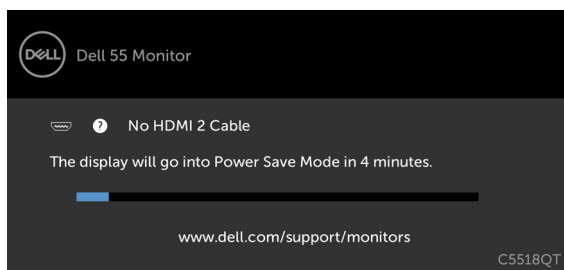 DELL
Dell 55 Monitor
? No HDMI 2 Cable
The display will go into Power Save Mode in 4 minutes.
www.dell.com/support/monitors
C5518QT